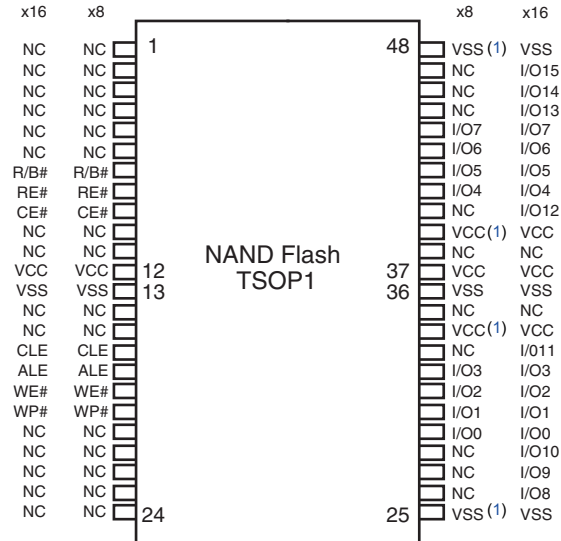 x16 x8 x8 x16
NC NC 1 48 VSS (1) VSS
NC NC NC I/O15
NC NC NC I/O14
NC NC NC I/O13
NC NC I/O7 I/O7
NC NC I/O6 I/O6
R/B# R/B# I/O5 I/O5
RE# RE# I/O4 I/O4
CE# CE# NC I/O12
NC NC VCC(1) VCC
NC NC NAND Flash NC NC
VCC VCC 12 TSOP1 37 VCC VCC
VSS VSS 13 36 VSS VSS
NC NC NC NC
NC NC VCC(1) VCC
CLE CLE NC I/011
ALE ALE I/O3 I/O3
WE# WE# I/O2 I/O2
WP# WP# I/O1 I/O1
NC NC I/O0 I/O0
NC NC NC I/O10
NC NC NC I/O9
NC NC NC I/O8
NC NC 24 25 VSS (1) VSS